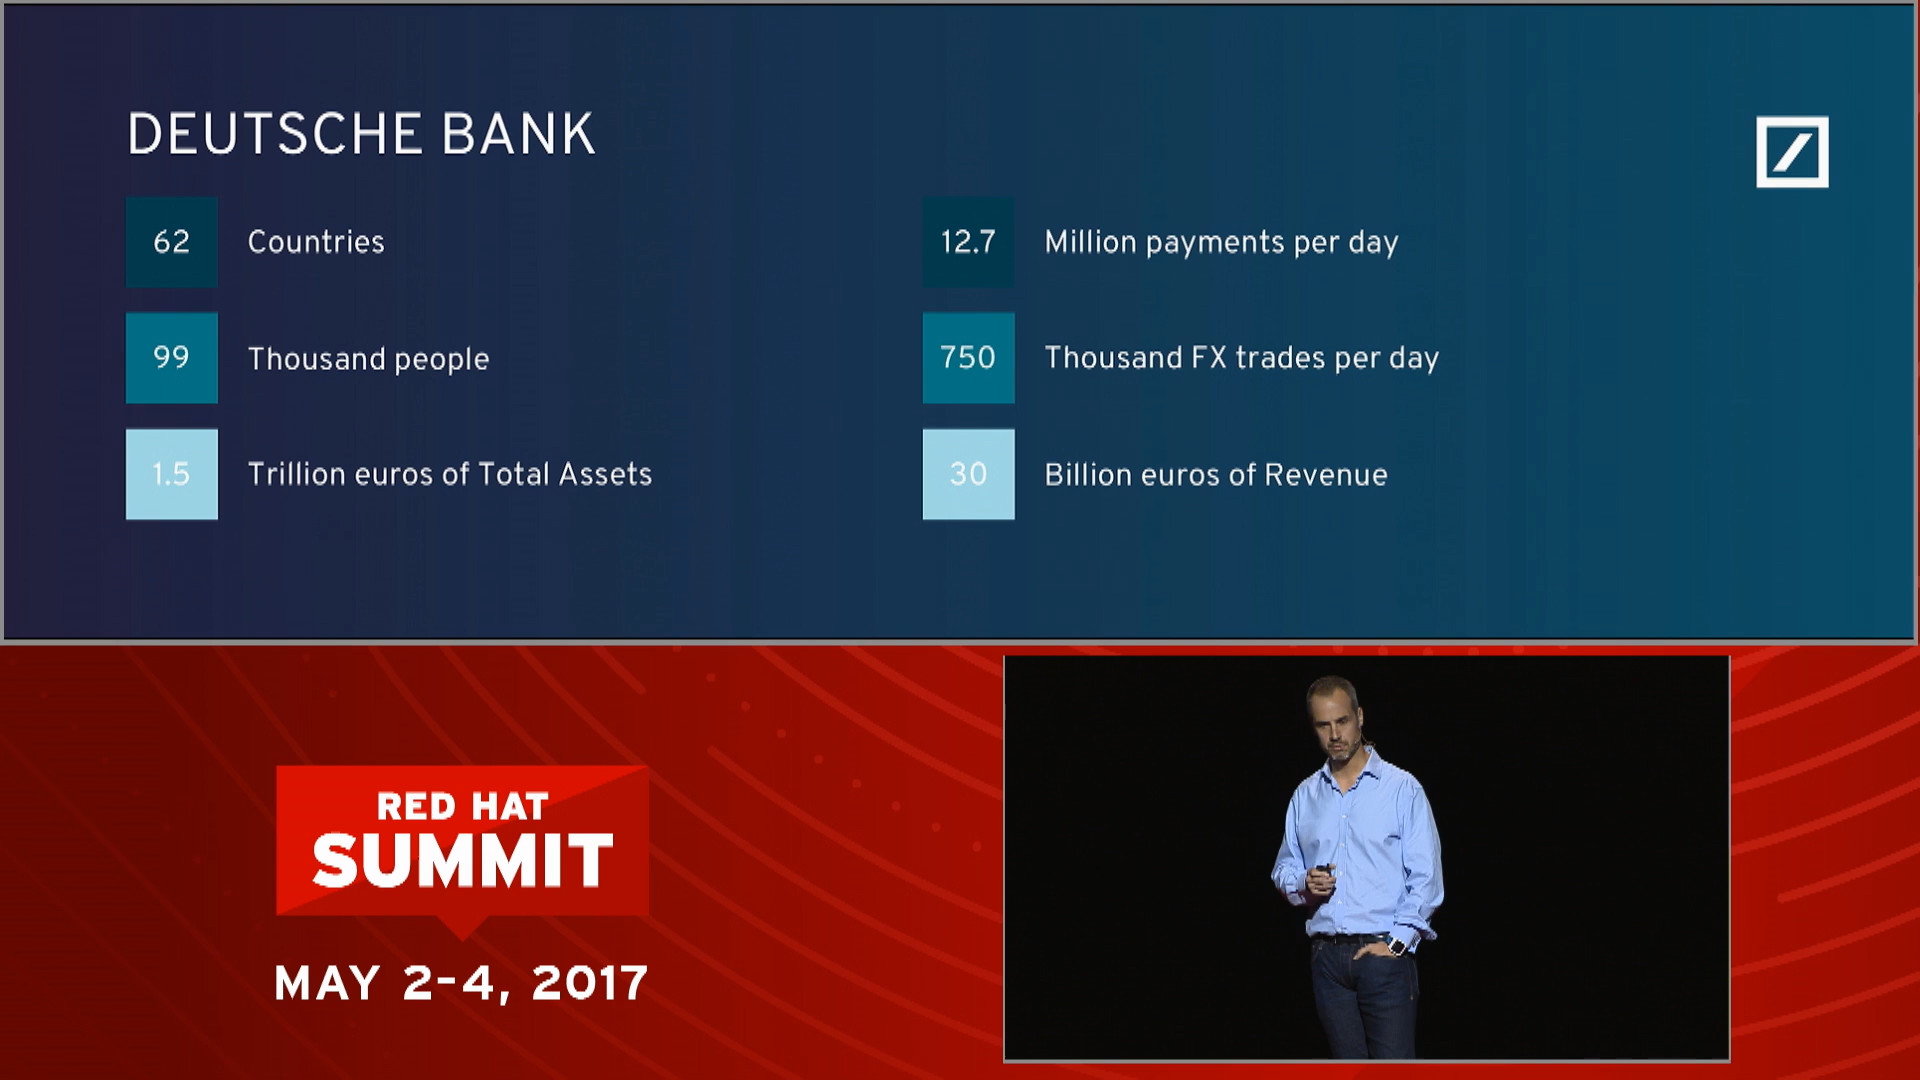 DEUTSCHE BANK
62 Countries
99 Thousand people
1.5 Trillion euros of Total Assets
12.7 Million payments per day
750 Thousand FX trades per day
30 Billion euros of Revenue
RED HAT
SUMMIT
MAY 2-4, 2017